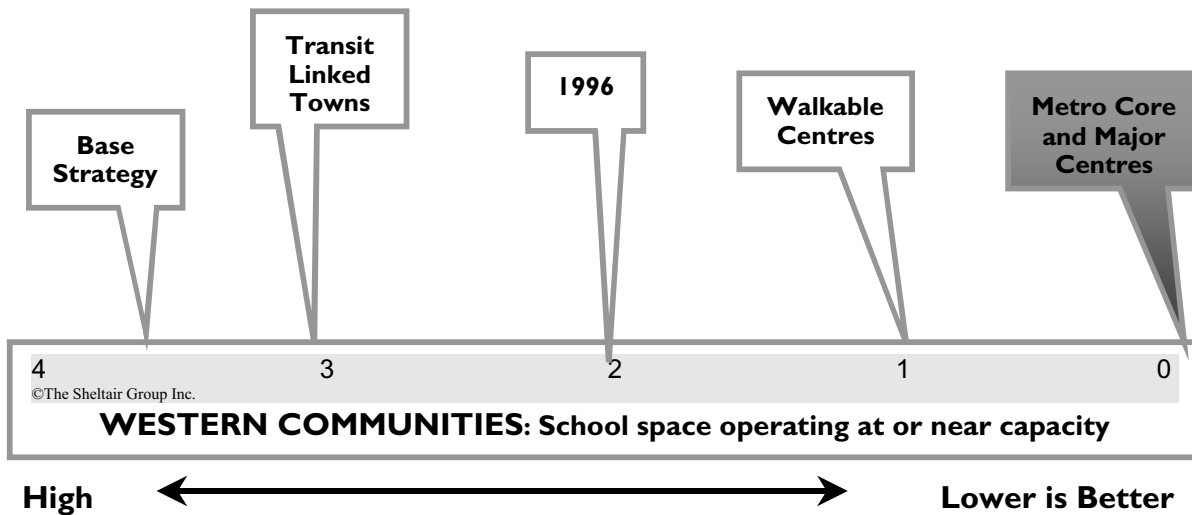 Base
Strategy
Transit
Linked
Towns
1996
Walkable
Centres
Metro Core
and Major
Centres
4 3 2 1 0
©The Sheltair Group Inc.
WESTERN COMMUNITIES: School space operating at or near capacity
High Lower is Better